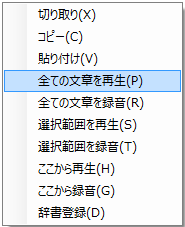 切り取り(X)
コピー(C)
貼り付け(V)
全ての文章を再生(P)
全ての文章を録音(R)
選択範囲を再生(S)
選択範囲を録音(T)
ここから再生(H)
ここから録音(G)
辞書登録(D)